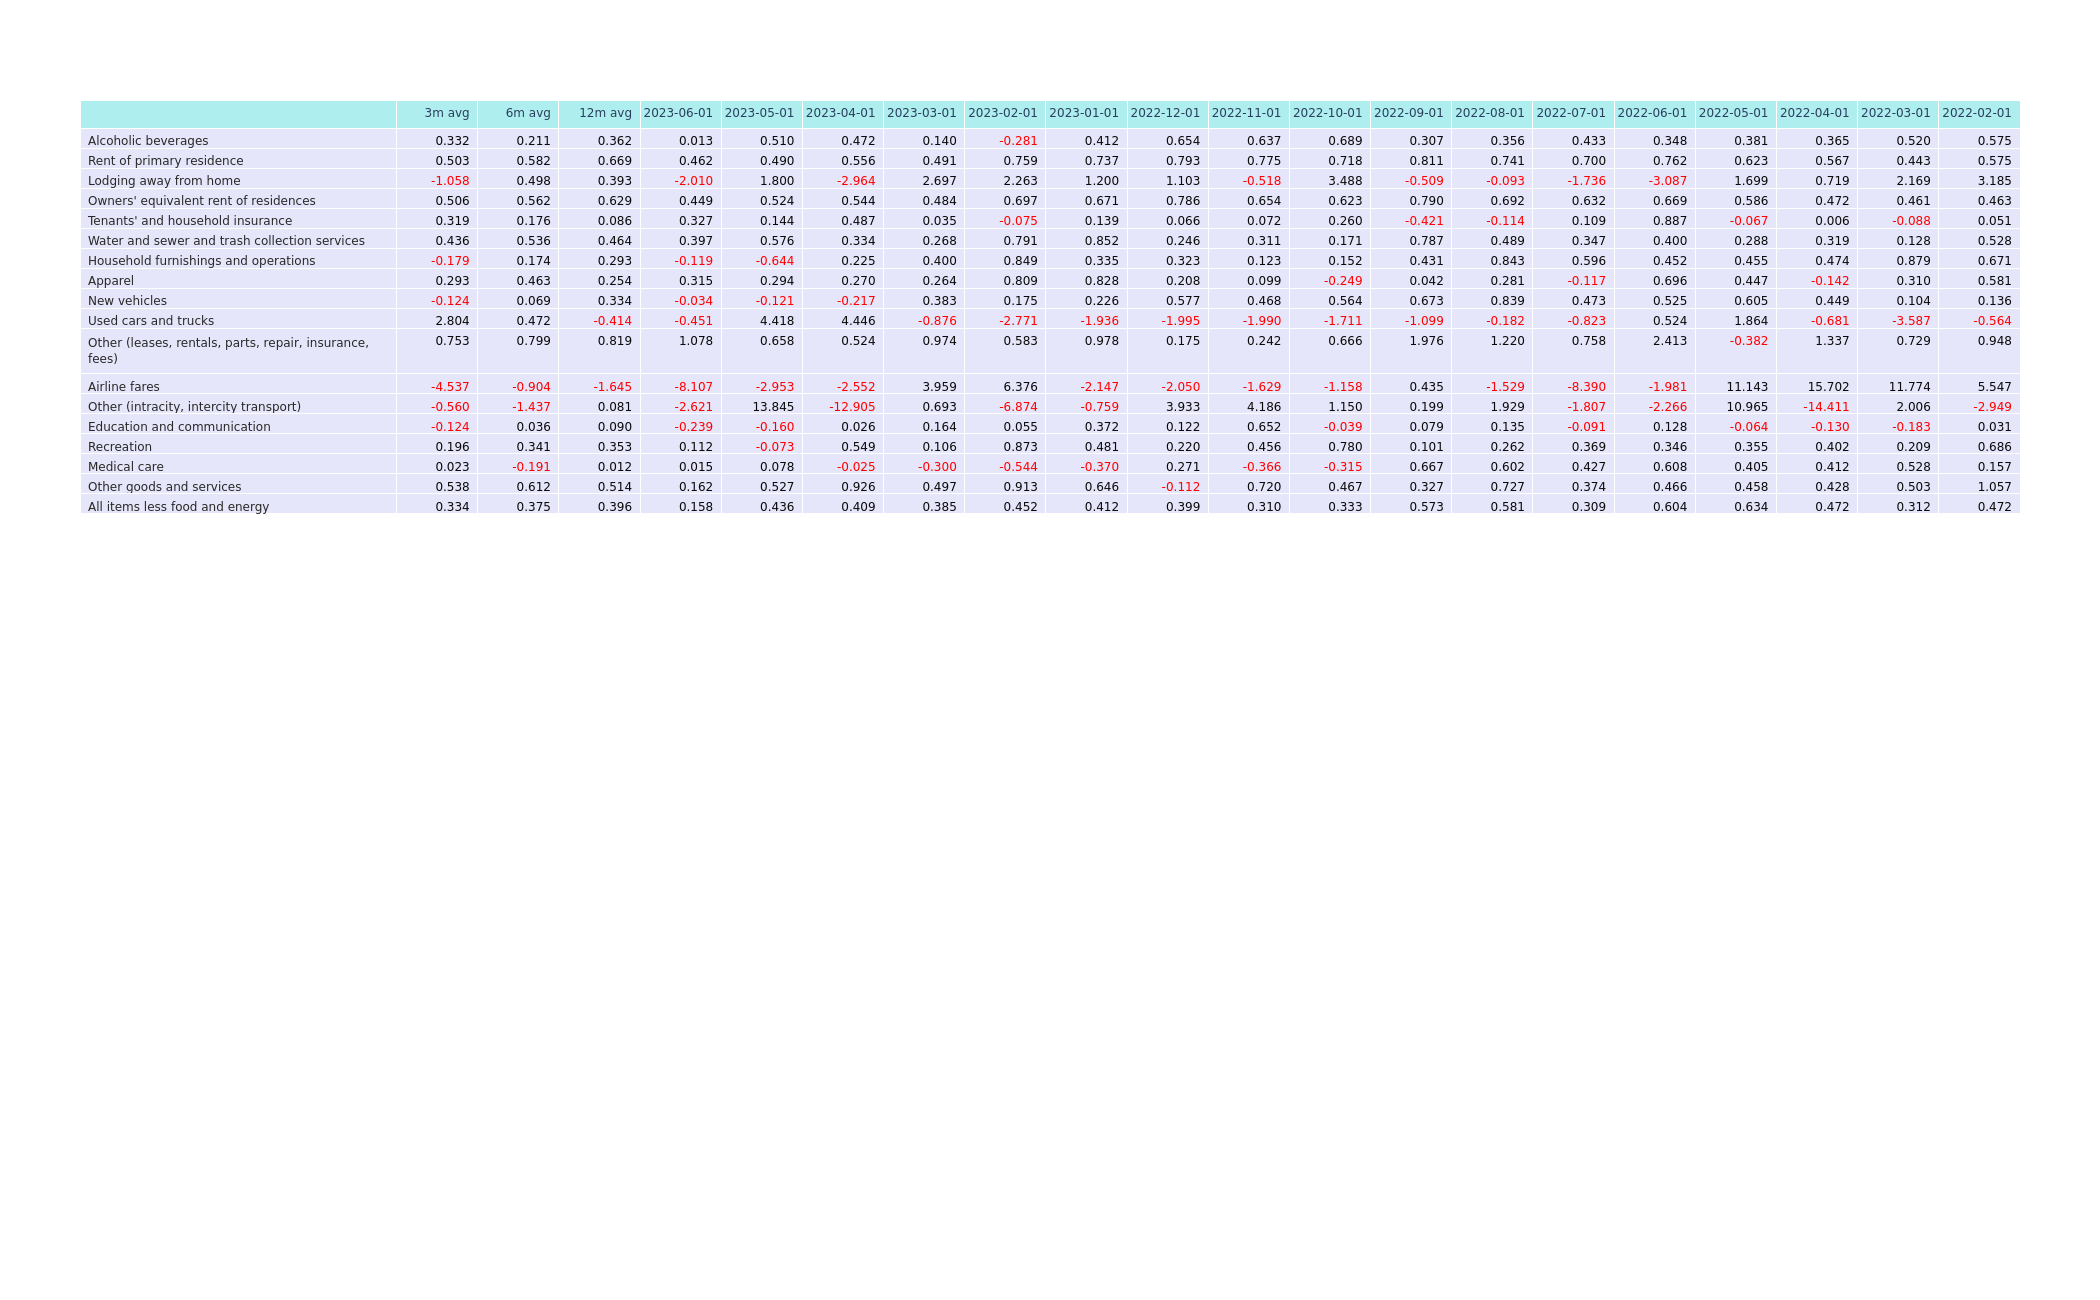 3m avg 6m avg 12m avg 2023-06-01 2023-05-01 2023-04-01 2023-03-01 2023-02-01 2023-01-01 2022-12-01 2022-11-01 2022-10-01 2022-09-01 2022-08-01 2022-07-01 2022-06-01 2022-05-01 2022-04-01 2022-03-01 2022-02-01
Alcoholic beverages 0.332 0.211 0.362 0.013 0.510 0.472 0.140 -0.281 0.412 0.654 0.637 0.689 0.307 0.356 0.433 0.348 0.381 0.365 0.520 0.575
Rent of primary residence 0.503 0.582 0.669 0.462 0.490 0.556 0.491 0.759 0.737 0.793 0.775 0.718 0.811 0.741 0.700 0.762 0.623 0.567 0.443 0.575
Lodging away from home -1.058 0.498 0.393 -2.010 1.800 -2.964 2.697 2.263 1.200 1.103 -0.518 3.488 -0.509 -0.093 -1.736 -3.087 1.699 0.719 2.169 3.185
Owners' equivalent rent of residences 0.506 0.562 0.629 0.449 0.524 0.544 0.484 0.697 0.671 0.786 0.654 0.623 0.790 0.692 0.632 0.669 0.586 0.472 0.461 0.463
Tenants' and household insurance 0.319 0.176 0.086 0.327 0.144 0.487 0.035 -0.075 0.139 0.066 0.072 0.260 -0.421 -0.114 0.109 0.887 -0.067 0.006 -0.088 0.051
Water and sewer and trash collection services 0.436 0.536 0.464 0.397 0.576 0.334 0.268 0.791 0.852 0.246 0.311 0.171 0.787 0.489 0.347 0.400 0.288 0.319 0.128 0.528
Household furnishings and operations -0.179 0.174 0.293 -0.119 -0.644 0.225 0.400 0.849 0.335 0.323 0.123 0.152 0.431 0.843 0.596 0.452 0.455 0.474 0.879 0.671
Apparel 0.293 0.463 0.254 0.315 0.294 0.270 0.264 0.809 0.828 0.208 0.099 -0.249 0.042 0.281 -0.117 0.696 0.447 -0.142 0.310 0.581
New vehicles -0.124 0.069 0.334 -0.034 -0.121 -0.217 0.383 0.175 0.226 0.577 0.468 0.564 0.673 0.839 0.473 0.525 0.605 0.449 0.104 0.136
Used cars and trucks 2.804 0.472 -0.414 -0.451 4.418 4.446 -0.876 -2.771 -1.936 -1.995 -1.990 -1.711 -1.099 -0.182 -0.823 0.524 1.864 -0.681 -3.587 -0.564
Other (leases, rentals, parts, repair, insurance, 0.753 0.799 0.819 1.078 0.658 0.524 0.974 0.583 0.978 0.175 0.242 0.666 1.976 1.220 0.758 2.413 -0.382 1.337 0.729 0.948
fees)
Airline fares -4.537 -0.904 -1.645 -8.107 -2.953 -2.552 3.959 6.376 -2.147 -2.050 -1.629 -1.158 0.435 -1.529 -8.390 -1.981 11.143 15.702 11.774 5.547
Other (intracity, intercity transport) -0.560 -1.437 0.081 -2.621 13.845 -12.905 0.693 -6.874 -0.759 3.933 4.186 1.150 0.199 1.929 -1.807 -2.266 10.965 -14.411 2.006 -2.949
Education and communication -0.124 0.036 0.090 -0.239 -0.160 0.026 0.164 0.055 0.372 0.122 0.652 -0.039 0.079 0.135 -0.091 0.128 -0.064 -0.130 -0.183 0.031
Recreation 0.196 0.341 0.353 0.112 -0.073 0.549 0.106 0.873 0.481 0.220 0.456 0.780 0.101 0.262 0.369 0.346 0.355 0.402 0.209 0.686
Medical care 0.023 -0.191 0.012 0.015 0.078 -0.025 -0.300 -0.544 -0.370 0.271 -0.366 -0.315 0.667 0.602 0.427 0.608 0.405 0.412 0.528 0.157
Other goods and services 0.538 0.612 0.514 0.162 0.527 0.926 0.497 0.913 0.646 -0.112 0.720 0.467 0.327 0.727 0.374 0.466 0.458 0.428 0.503 1.057
All items less food and energy 0.334 0.375 0.396 0.158 0.436 0.409 0.385 0.452 0.412 0.399 0.310 0.333 0.573 0.581 0.309 0.604 0.634 0.472 0.312 0.472